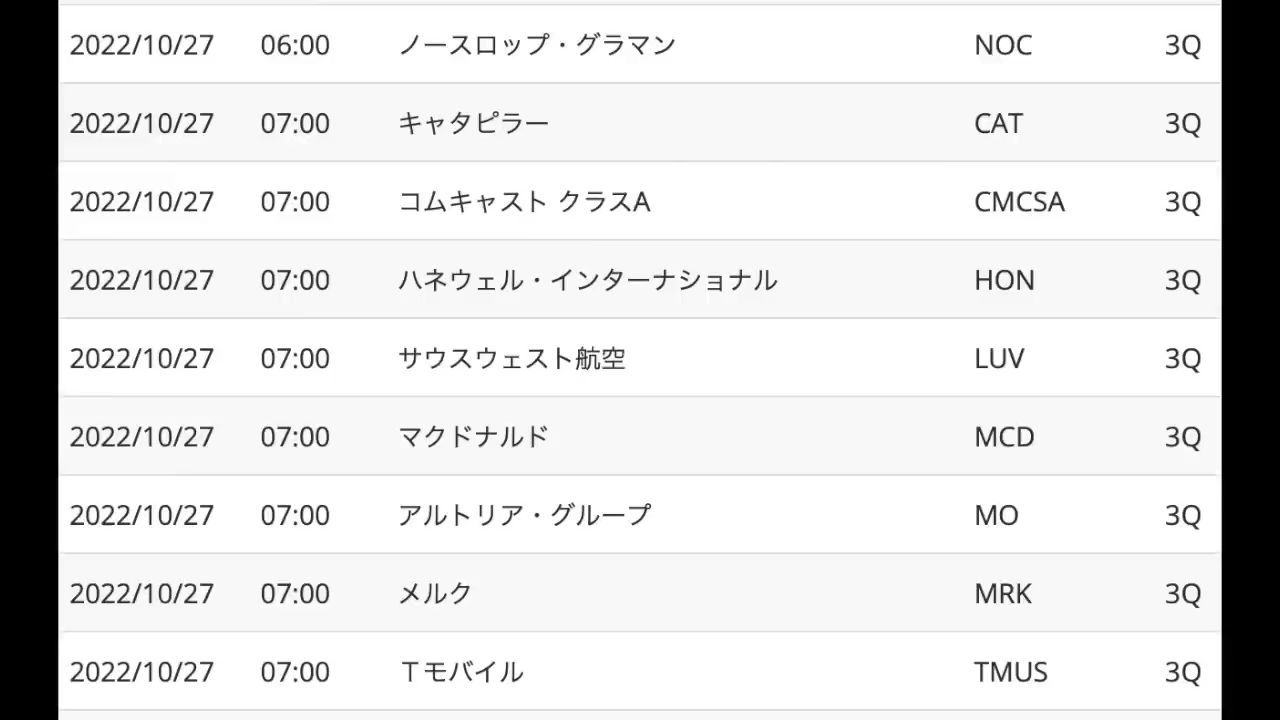 2022/10/27 06:00 ノースロップ・グラマン NOC 3Q
2022/10/27 07:00 キャタピラー CAT 3Q
2022/10/27 07:00 コムキャスト クラスA CMCSA 3Q
2022/10/27 07:00 ハネウェル・インターナショナル HON 3Q
2022/10/27 07:00 サウスウェスト航空 LUV 3Q
2022/10/27 07:00 マクドナルド MCD 3Q
2022/10/27 07:00 アルトリア・グループ MO 3Q
2022/10/27 07:00 メルク MRK 3Q
2022/10/27 07:00 Ｔモバイル TMUS 3Q